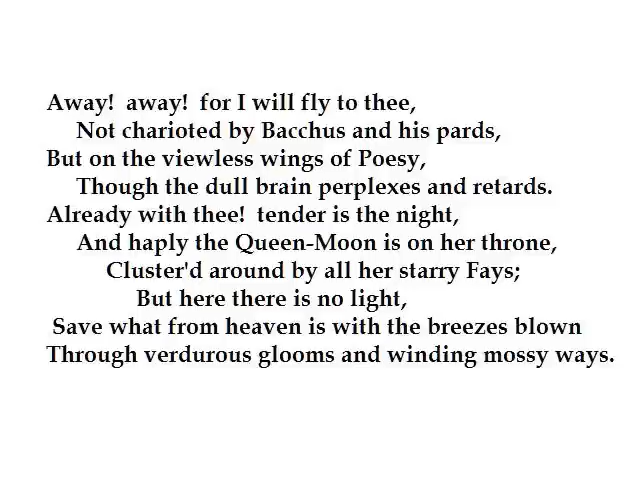 Away!  away!  for I will fly to thee,
Not charioted by Bacchus and his pards,
But on the viewless wings of Poesy,
Though the dull brain perplexes and retards.
Already with thee!  tender is the night,
And haply the Queen-Moon is on her throne,
Cluster'd around by all her starry Fays;
But here there is no light,
Save what from heaven is with the breezes blown
Through verdurous glooms and winding mossy ways.